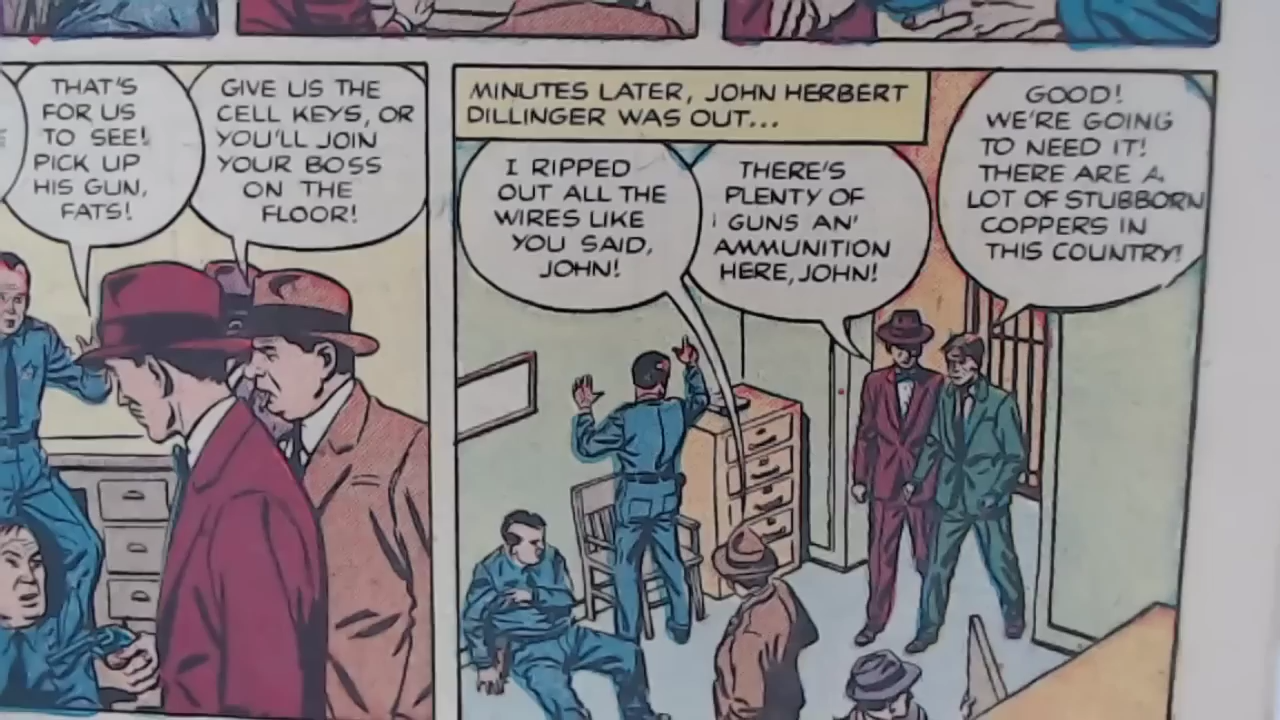 THAT'S
FOR US
TO SEE!
PICK UP
HIS GUN,
FATS!
GIVE US THE
CELL KEYS, OR
YOU'LL JOIN
YOUR BOSS
ON THE
FLOOR!
MINUTES LATER, JOHN HERBERT
DILLINGER WAS OUT...
I RIPPED
OUT ALL THE
WIRES LIKE
YOU SAID,
JOHN!
THERE'S
PLENTY OF
GUNS AN'
AMMUNITION
HERE, JOHN!
GOOD!
WE'RE GOING
TO NEED IT!
THERE ARE A
LOT OF STUBBORN
COPPERS IN
THIS COUNTRY!